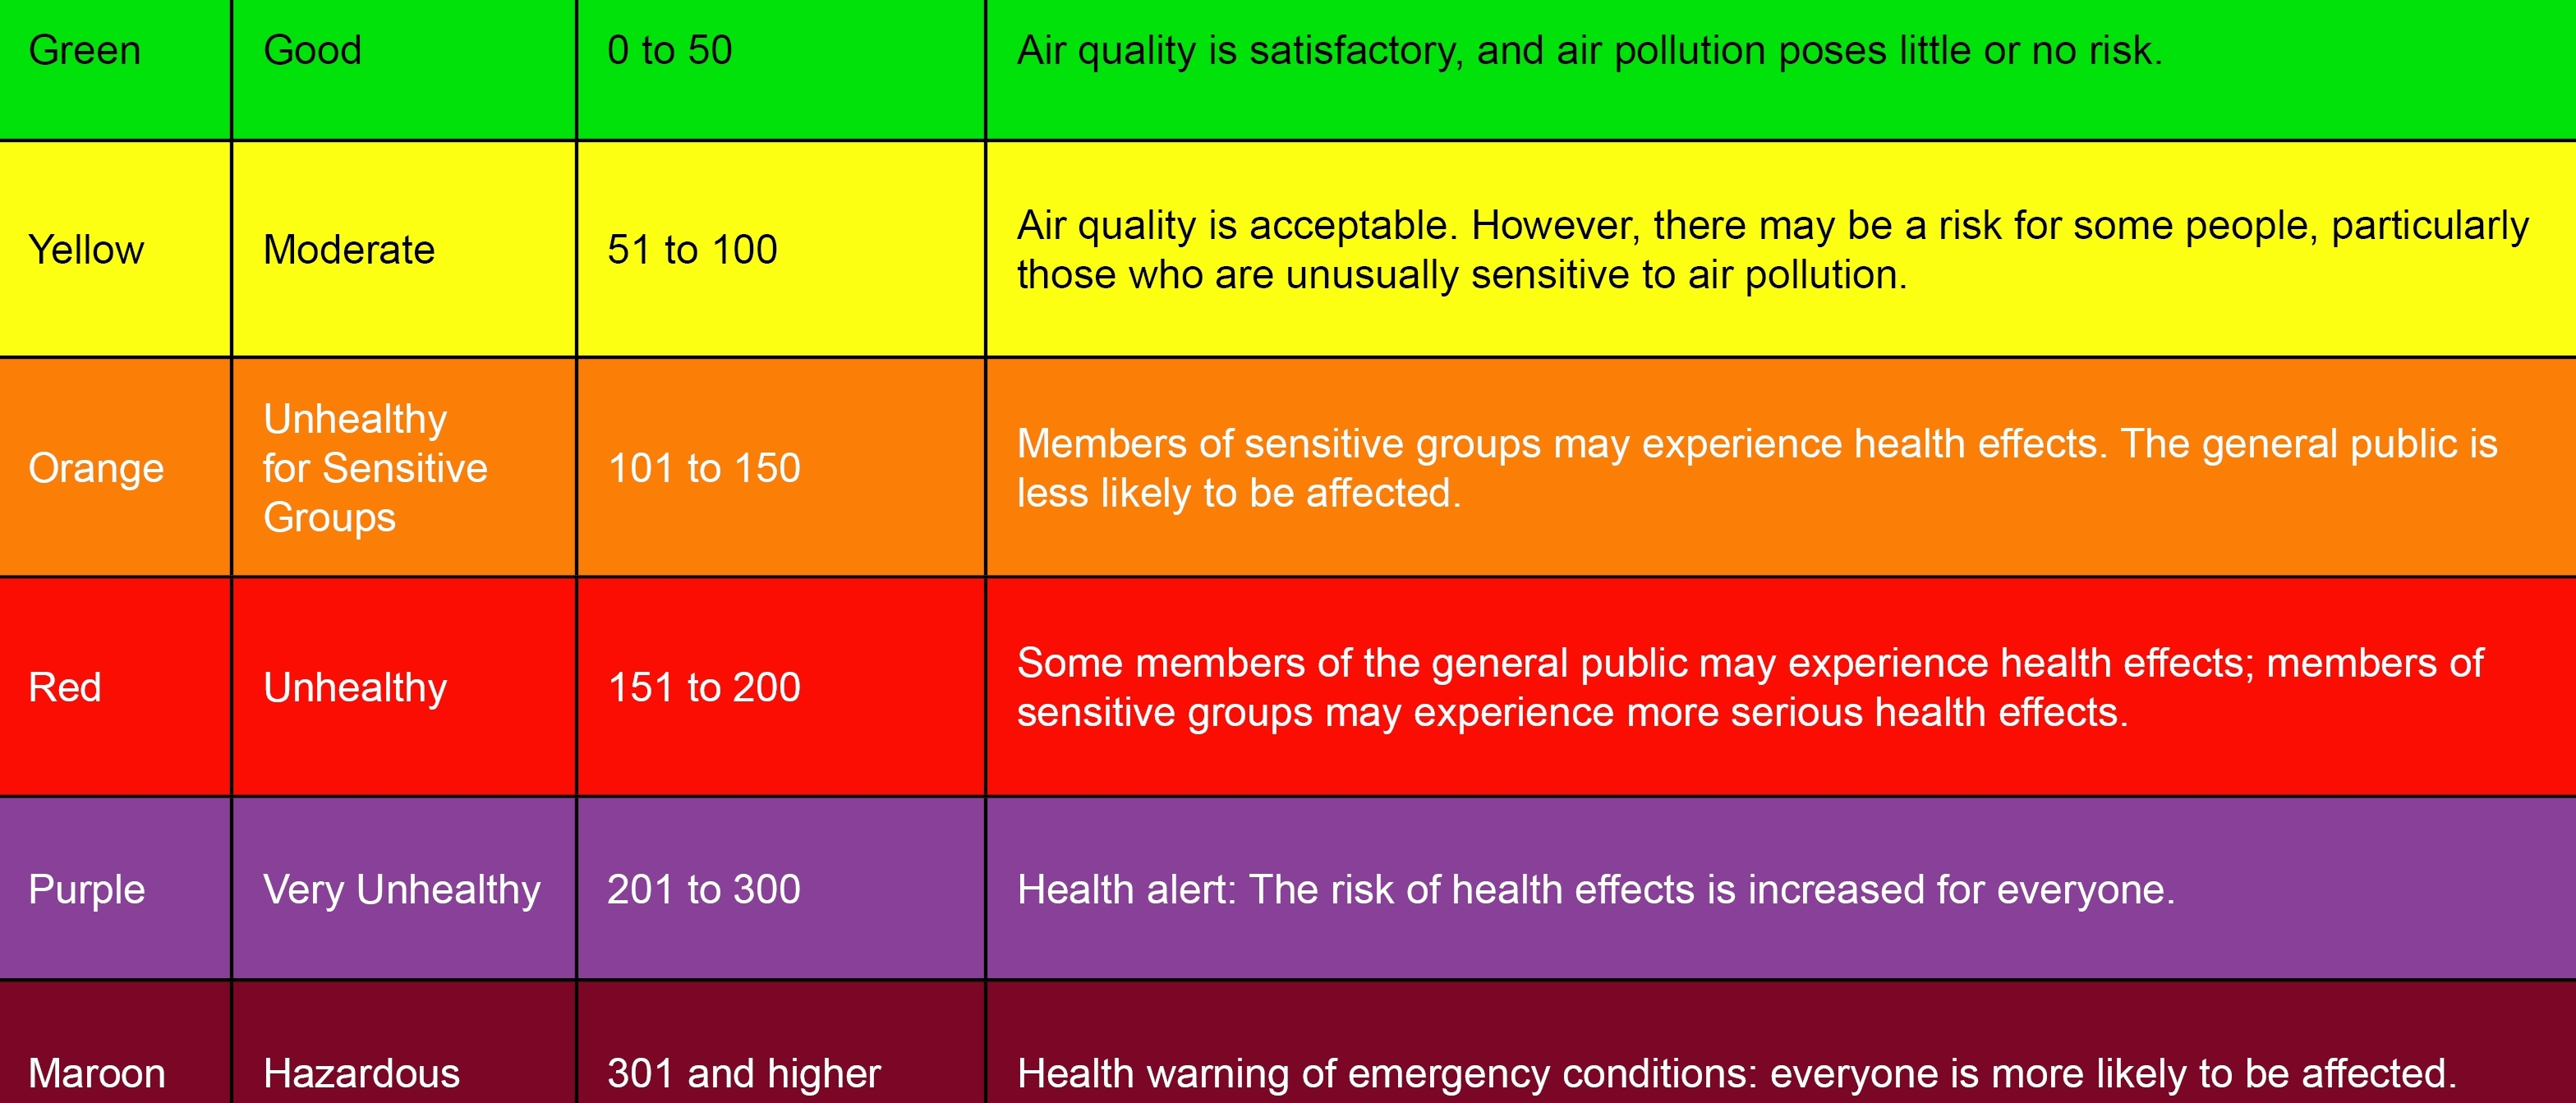 Green Good 0 to 50 Air quality is satisfactory, and air pollution poses little or no risk.
Yellow Moderate 51 to 100 Air quality is acceptable. However, there may be a risk for some people, particularly
those who are unusually sensitive to air pollution.
Orange Unhealthy
for Sensitive
Groups 101 to 150 Members of sensitive groups may experience health effects. The general public is
less likely to be affected.
Red Unhealthy 151 to 200 Some members of the general public may experience health effects; members of
sensitive groups may experience more serious health effects.
Purple Very Unhealthy 201 to 300 Health alert: The risk of health effects is increased for everyone.
Maroon Hazardous 301 and higher Health warning of emergency conditions: everyone is more likely to be affected.